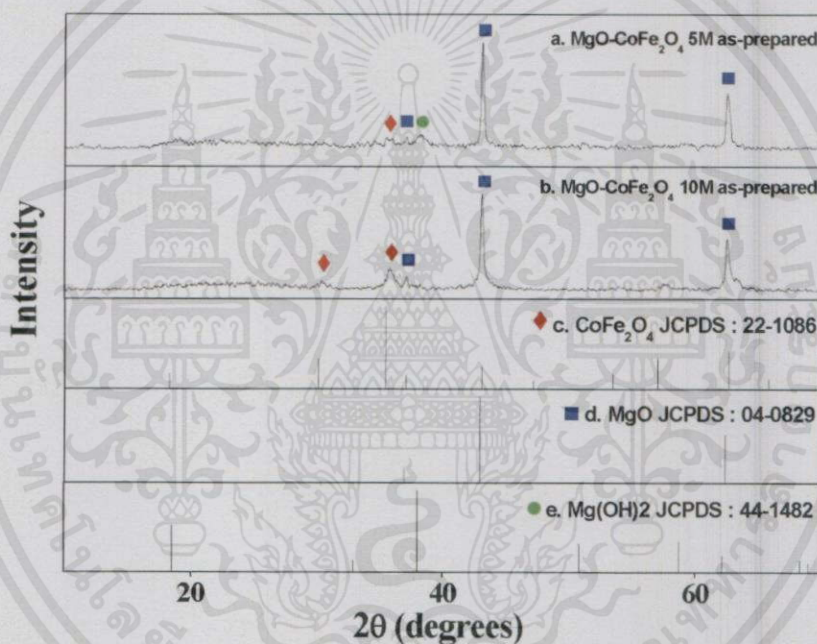 a. MgO-CoFe₂O₄ 5M as-prepared
b. MgO-CoFe₂O₄ 10M as-prepared
c. CoFe₂O₄ JCPDS : 22-1086
d. MgO JCPDS : 04-0829
e. Mg(OH)2 JCPDS : 44-1482
Intensity
20 40 60
2θ (degrees)